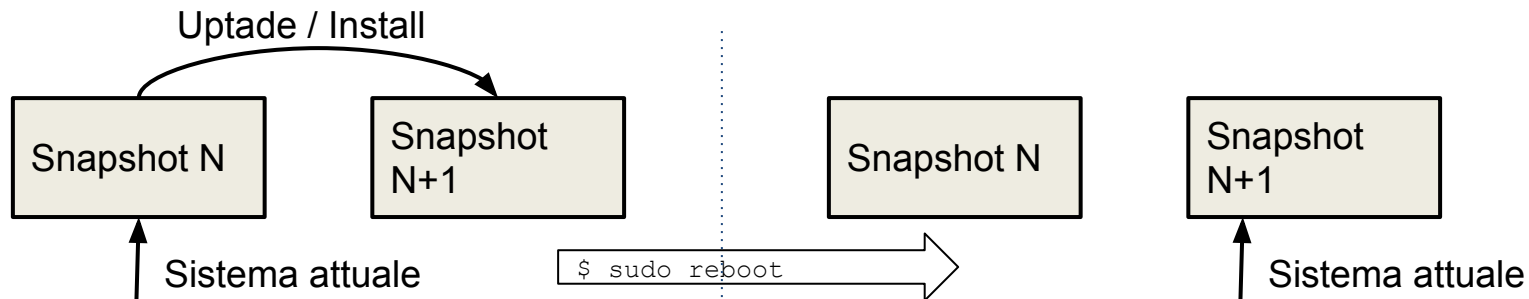 Uptade / Install
Snapshot N
Snapshot
N+1
Snapshot N
Snapshot
N+1
Sistema attuale
$ sudo reboot
Sistema attuale